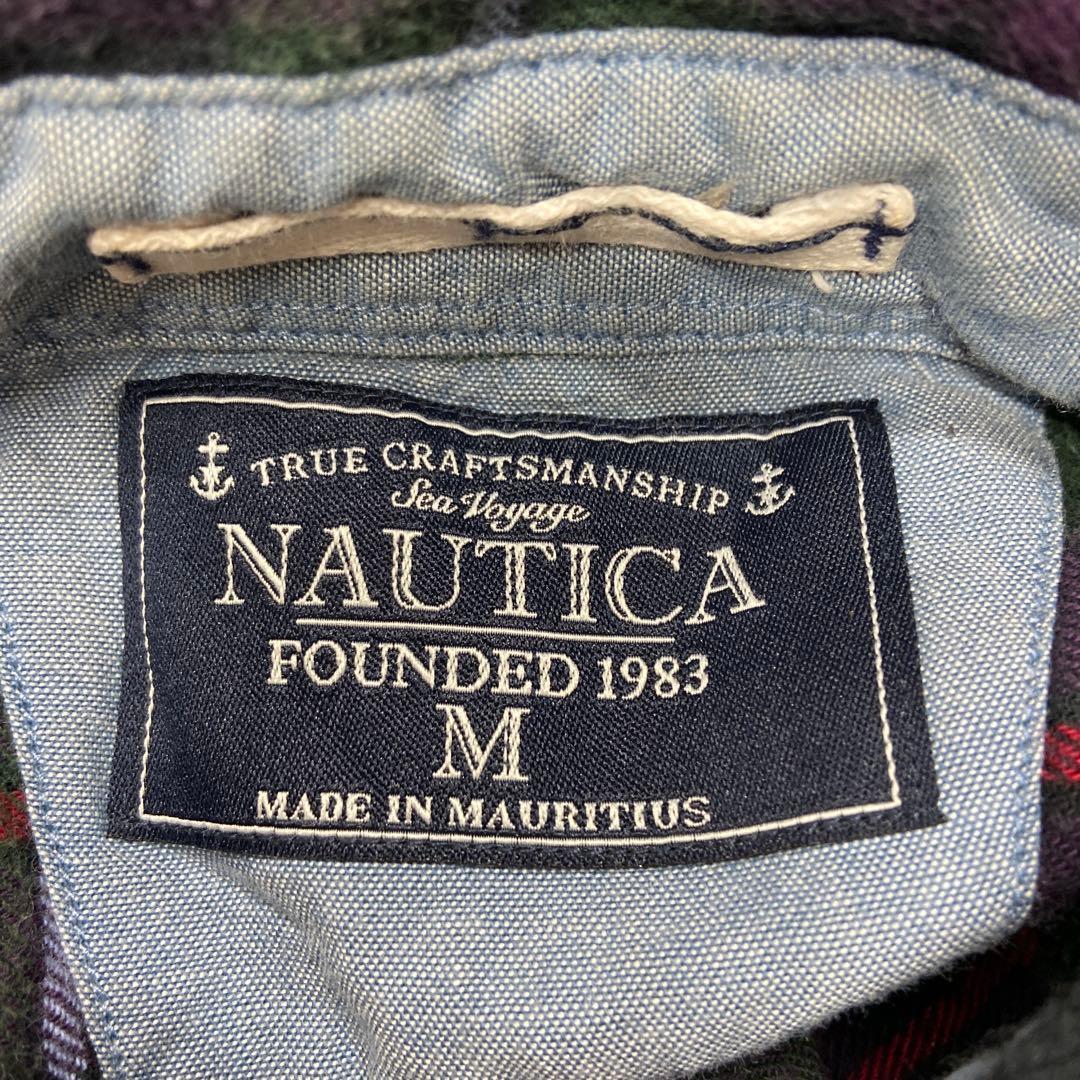 TRUE CRAFTSMANSHIP
Sea Voyage
NAUTICA
FOUNDED 1983
M
MADE IN MAURITIUS